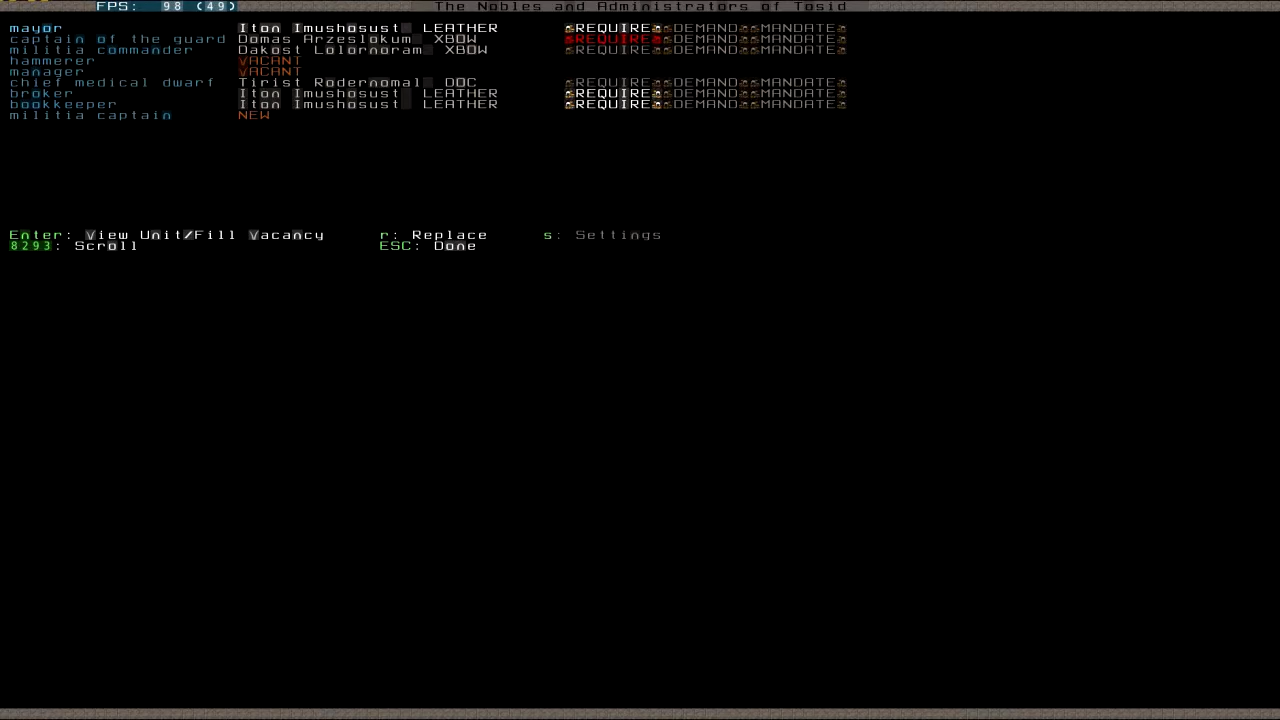 FPS: 98 (49) The Nobles and Administrators of Tosid
mayor Iton Imushosust LEATHER REQUIRE DEMAND MANDATE
captain of the guard Domas Arzeslokum XBOW REQUIRE DEMAND MANDATE
militia commander Dakost Lolornoram XBOW REQUIRE DEMAND MANDATE
hammerer VACANT
manager VACANT
chief medical dwarf Tirist Rodernomal DOC REQUIRE DEMAND MANDATE
broker Iton Imushosust LEATHER REQUIRE DEMAND MANDATE
bookkeeper Iton Imushosust LEATHER REQUIRE DEMAND MANDATE
militia captain NEW
Enter: View Unit/Fill Vacancy r: Replace s: Settings
8293: Scroll ESC: Done